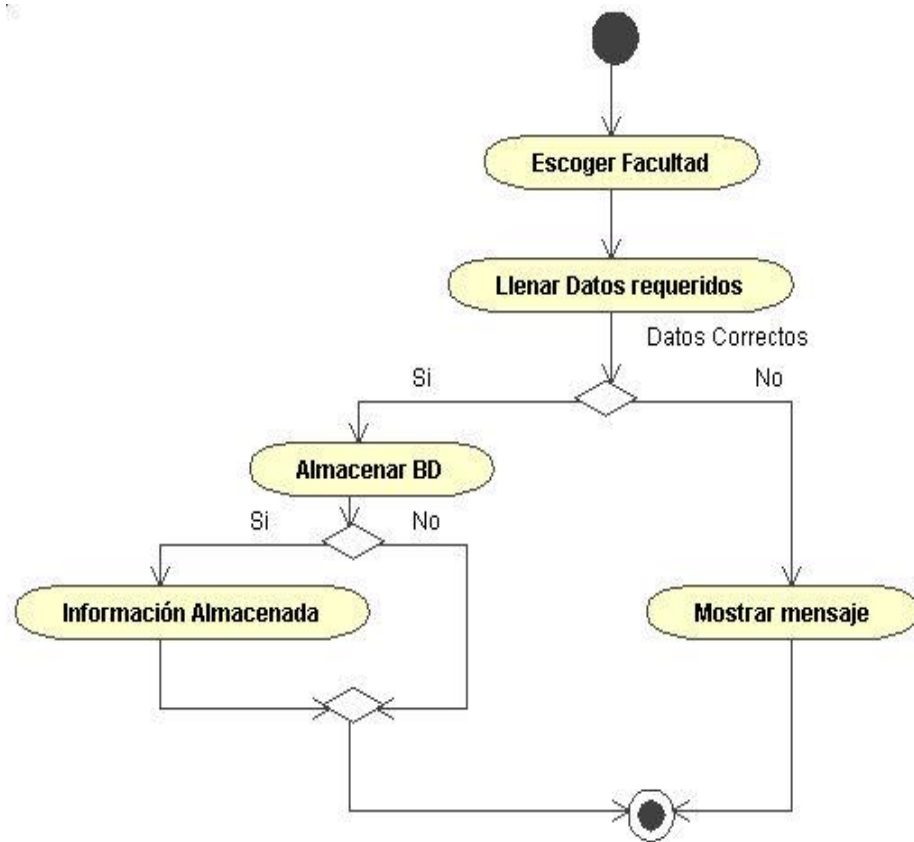 Escoger Facultad
Llenar Datos requeridos
Datos Correctos
Si
No
Almacenar BD
Si
No
Información Almacenada
Mostrar mensaje